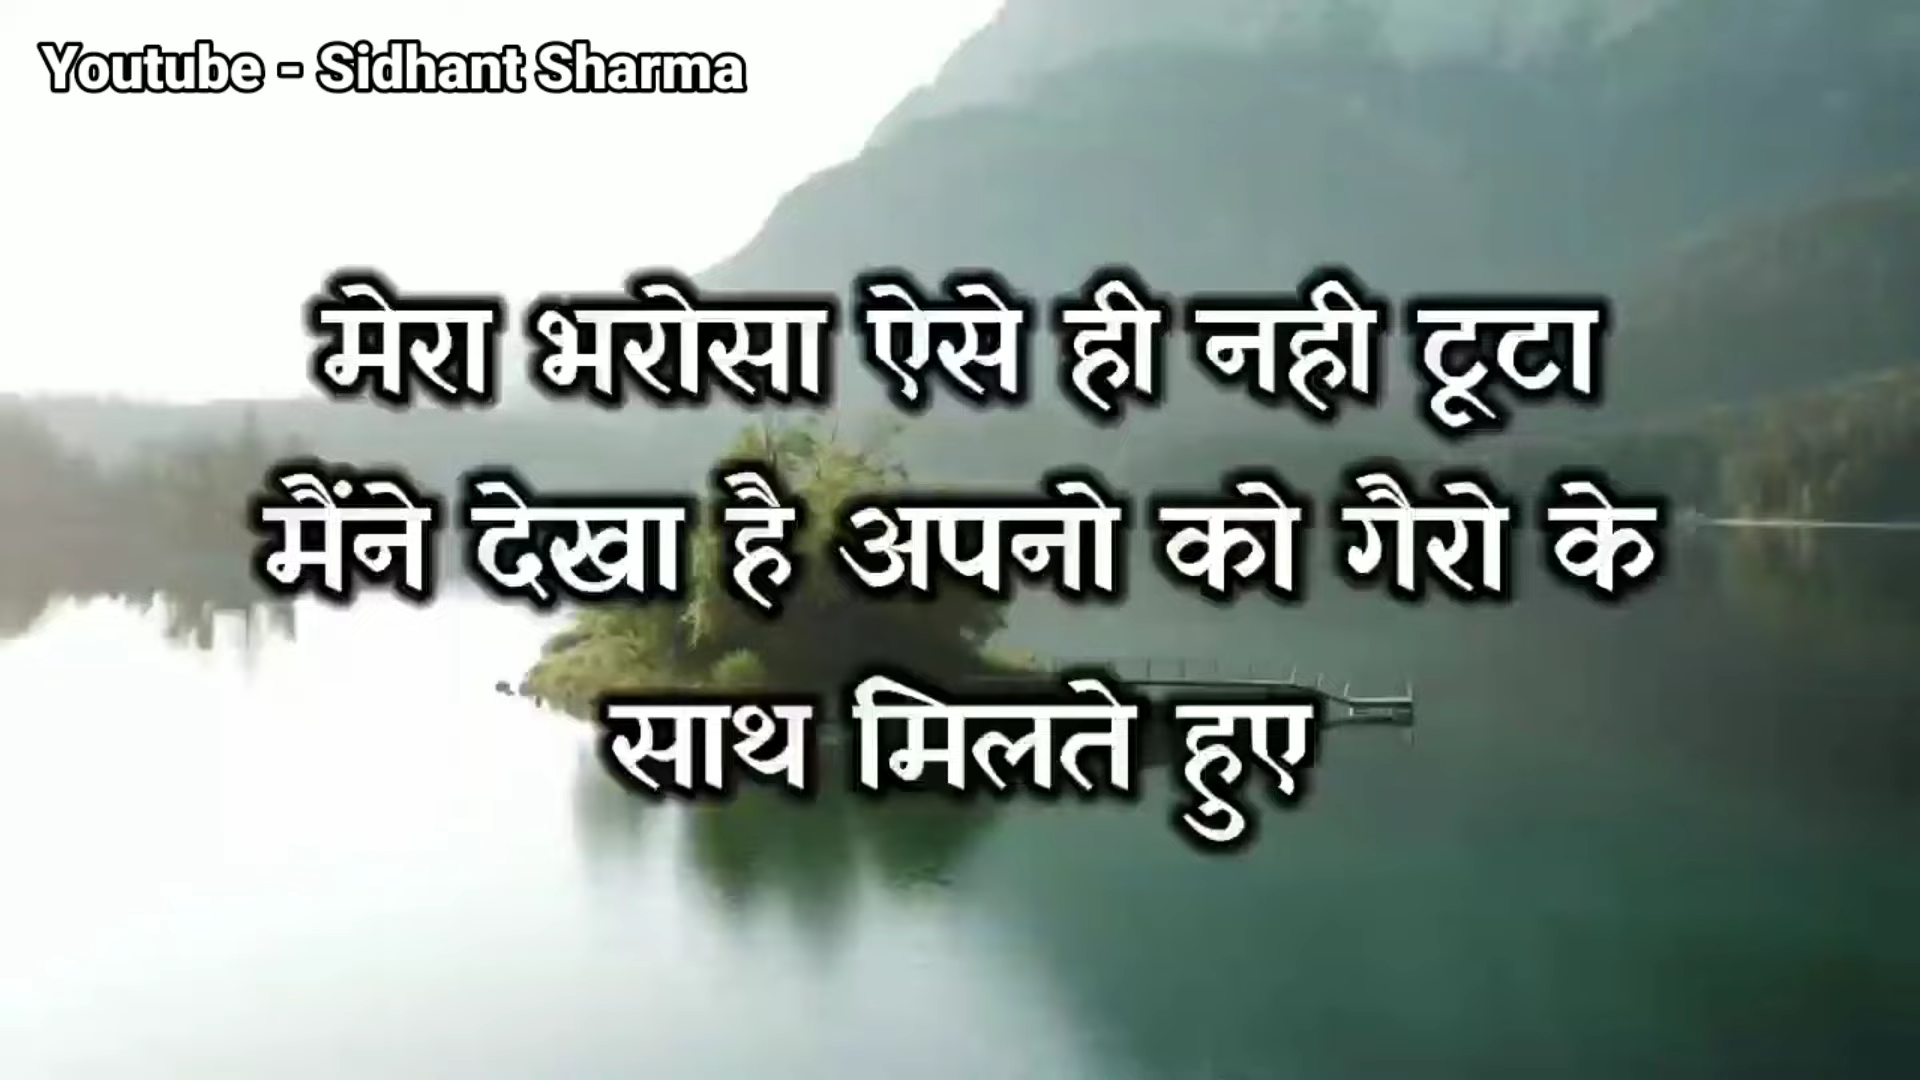 Youtube - Sidhant Sharma
मेरा भरोसा ऐसे ही नही टूटा
मैंने देखा है अपनो को गैरो के
साथ मिलते हुए